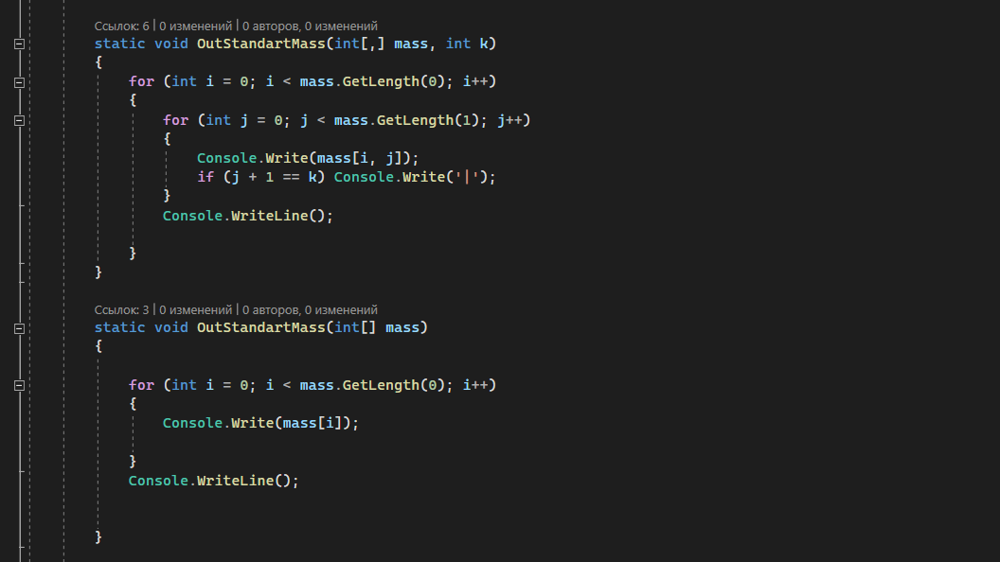 Ссылок: 6 | 0 изменений | 0 авторов, 0 изменений
static void OutStandartMass(int[,] mass, int k)
{
for (int i = 0; i < mass.GetLength(0); i++)
{
for (int j = 0; j < mass.GetLength(1); j++)
{
Console.Write(mass[i, j]);
if (j + 1 == k) Console.Write('|');
}
Console.WriteLine();
}
}
Ссылок: 3 | 0 изменений | 0 авторов, 0 изменений
static void OutStandartMass(int[] mass)
{
for (int i = 0; i < mass.GetLength(0); i++)
{
Console.Write(mass[i]);
}
Console.WriteLine();
}